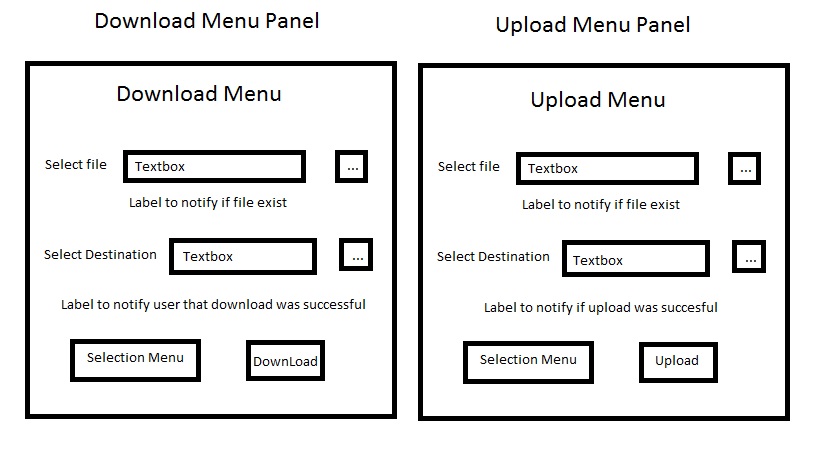 Download Menu Panel
Download Menu
Select file
Textbox
...
Label to notify if file exist
Select Destination
Textbox
...
Label to notify user that download was successful
Selection Menu
DownLoad
Upload Menu Panel
Upload Menu
Select file
Textbox
...
Label to notify if file exist
Select Destination
Textbox
...
Label to notify if upload was succesful
Selection Menu
Upload